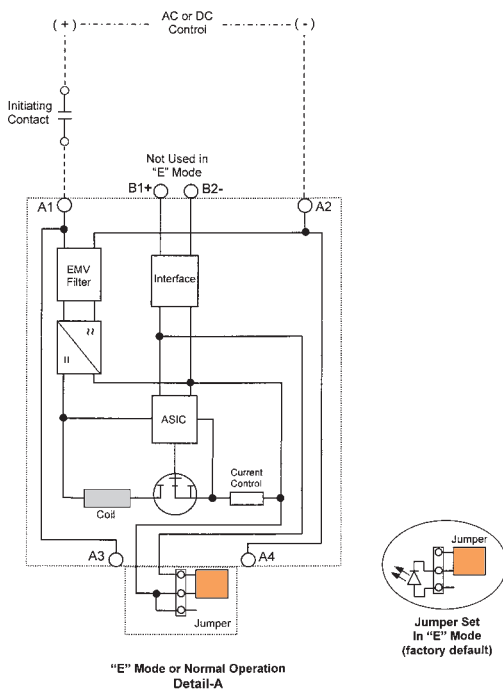 AC or DC
Control
(+)
(-)
Initiating
Contact
Not Used in
"E" Mode
B1+
B2-
A1
A2
EMV
Filter
Interface
ASIC
Current
Control
Coil
A3
A4
Jumper
Jumper
Jumper Set
In "E" Mode
(factory default)
"E" Mode or Normal Operation
Detail-A